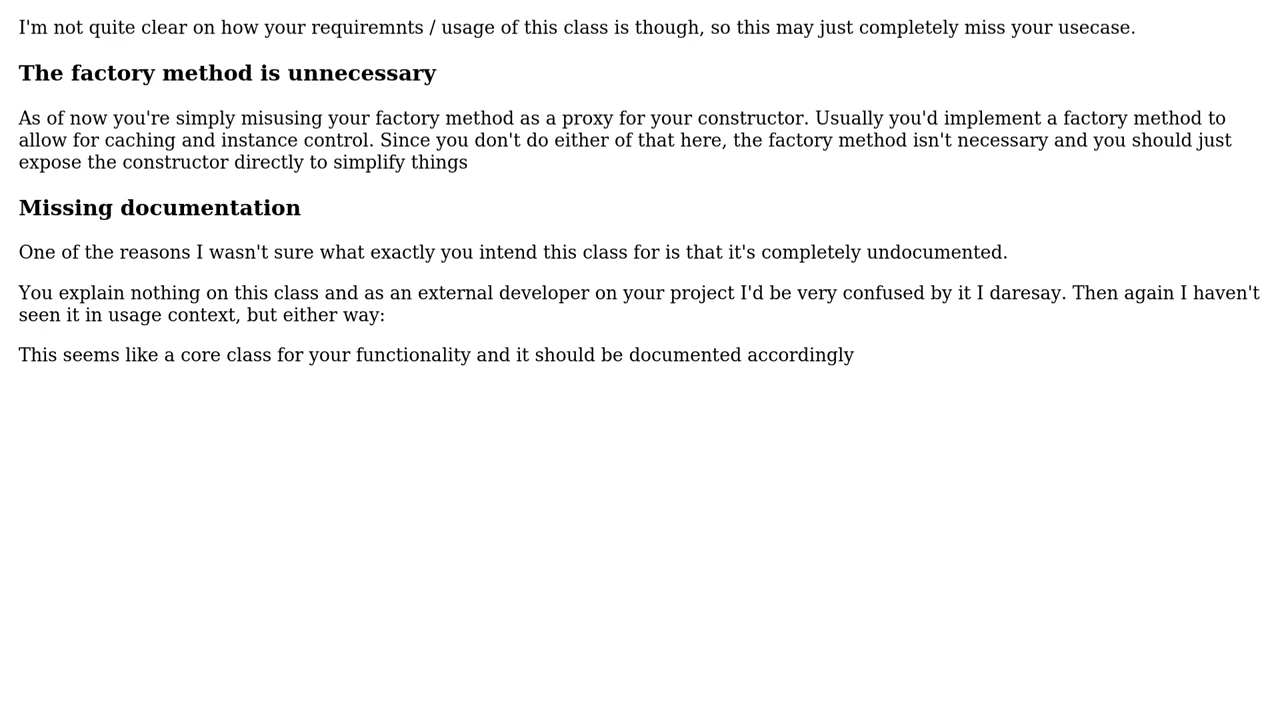 I'm not quite clear on how your requiremnts / usage of this class is though, so this may just completely miss your usecase.
The factory method is unnecessary
As of now you're simply misusing your factory method as a proxy for your constructor. Usually you'd implement a factory method to
allow for caching and instance control. Since you don't do either of that here, the factory method isn't necessary and you should just
expose the constructor directly to simplify things
Missing documentation
One of the reasons I wasn't sure what exactly you intend this class for is that it's completely undocumented.
You explain nothing on this class and as an external developer on your project I'd be very confused by it I daresay. Then again I haven't
seen it in usage context, but either way:
This seems like a core class for your functionality and it should be documented accordingly